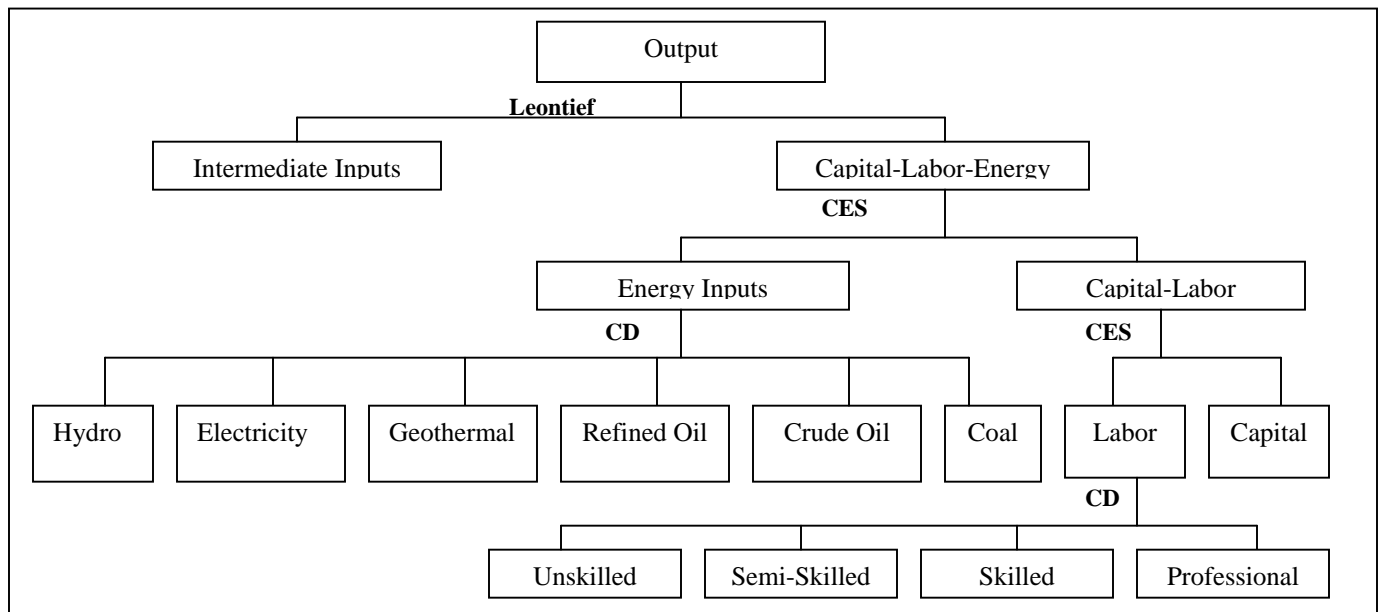 Output
Leontief
Intermediate Inputs
Capital-Labor-Energy
CES
Energy Inputs
Capital-Labor
CD
CES
Hydro
Electricity
Geothermal
Refined Oil
Crude Oil
Coal
Labor
Capital
CD
Unskilled
Semi-Skilled
Skilled
Professional